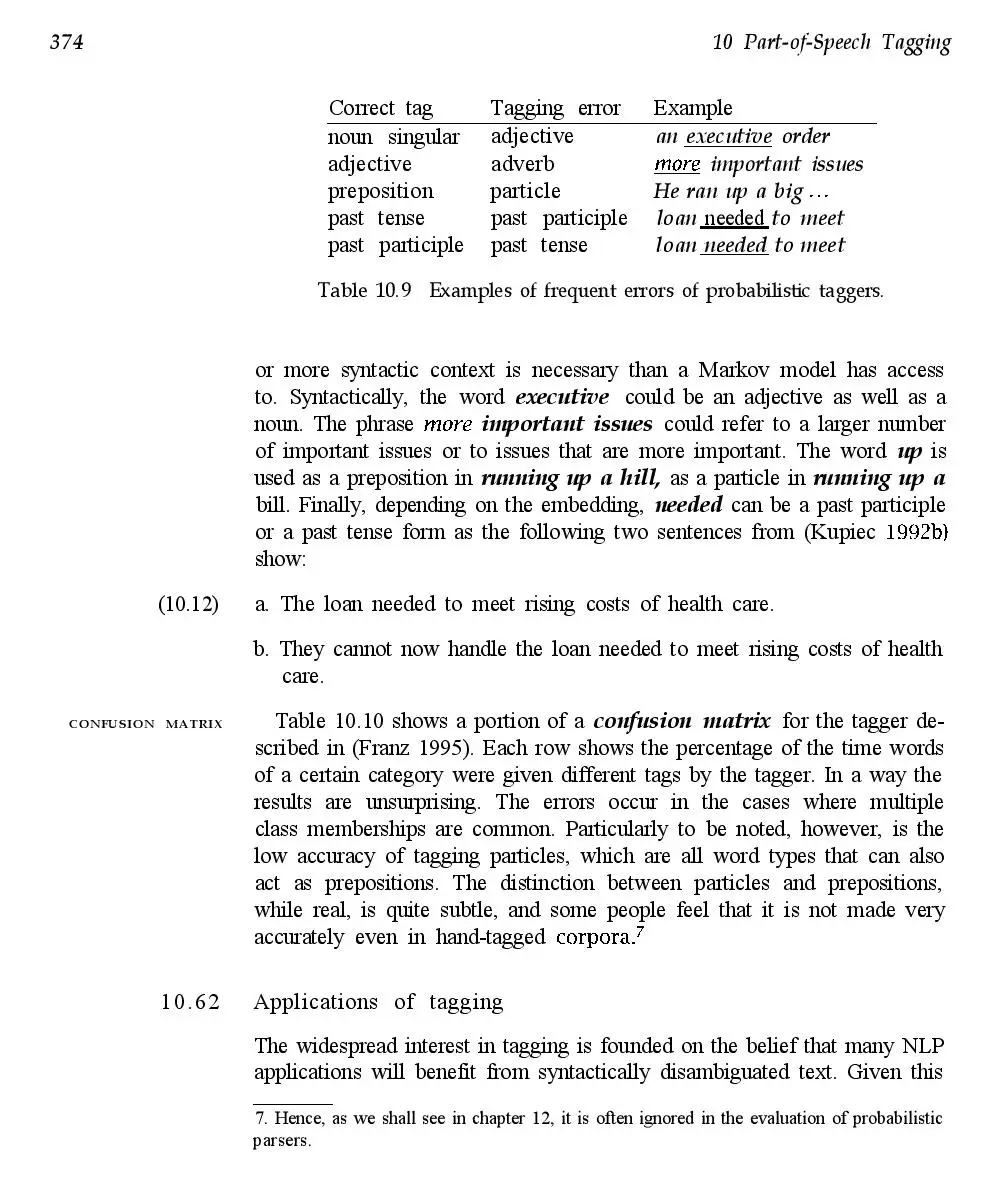 374 10 Part-of-Speech Tagging
Correct tag Tagging error Example
noun singular adjective an executive order
adjective adverb more important issues
preposition particle He ran up a big ...
past tense past participle loan needed to meet
past participle past tense loan needed to meet
Table 10.9 Examples of frequent errors of probabilistic taggers.
or more syntactic context is necessary than a Markov model has access
to. Syntactically, the word executive could be an adjective as well as a
noun. The phrase more important issues could refer to a larger number
of important issues or to issues that are more important. The word up is
used as a preposition in running up a hill, as a particle in running up a
bill. Finally, depending on the embedding, needed can be a past participle
or a past tense form as the following two sentences from (Kupiec 1992b)
show:
(10.12) a. The loan needed to meet rising costs of health care.
b. They cannot now handle the loan needed to meet rising costs of health
care.
CONFUSION MATRIX Table 10.10 shows a portion of a confusion matrix for the tagger de-
scribed in (Franz 1995). Each row shows the percentage of the time words
of a certain category were given different tags by the tagger. In a way the
results are unsurprising. The errors occur in the cases where multiple
class memberships are common. Particularly to be noted, however, is the
low accuracy of tagging particles, which are all word types that can also
act as prepositions. The distinction between particles and prepositions,
while real, is quite subtle, and some people feel that it is not made very
accurately even in hand-tagged corpora.7
10.62 Applications of tagging
The widespread interest in tagging is founded on the belief that many NLP
applications will benefit from syntactically disambiguated text. Given this
7. Hence, as we shall see in chapter 12, it is often ignored in the evaluation of probabilistic
parsers.